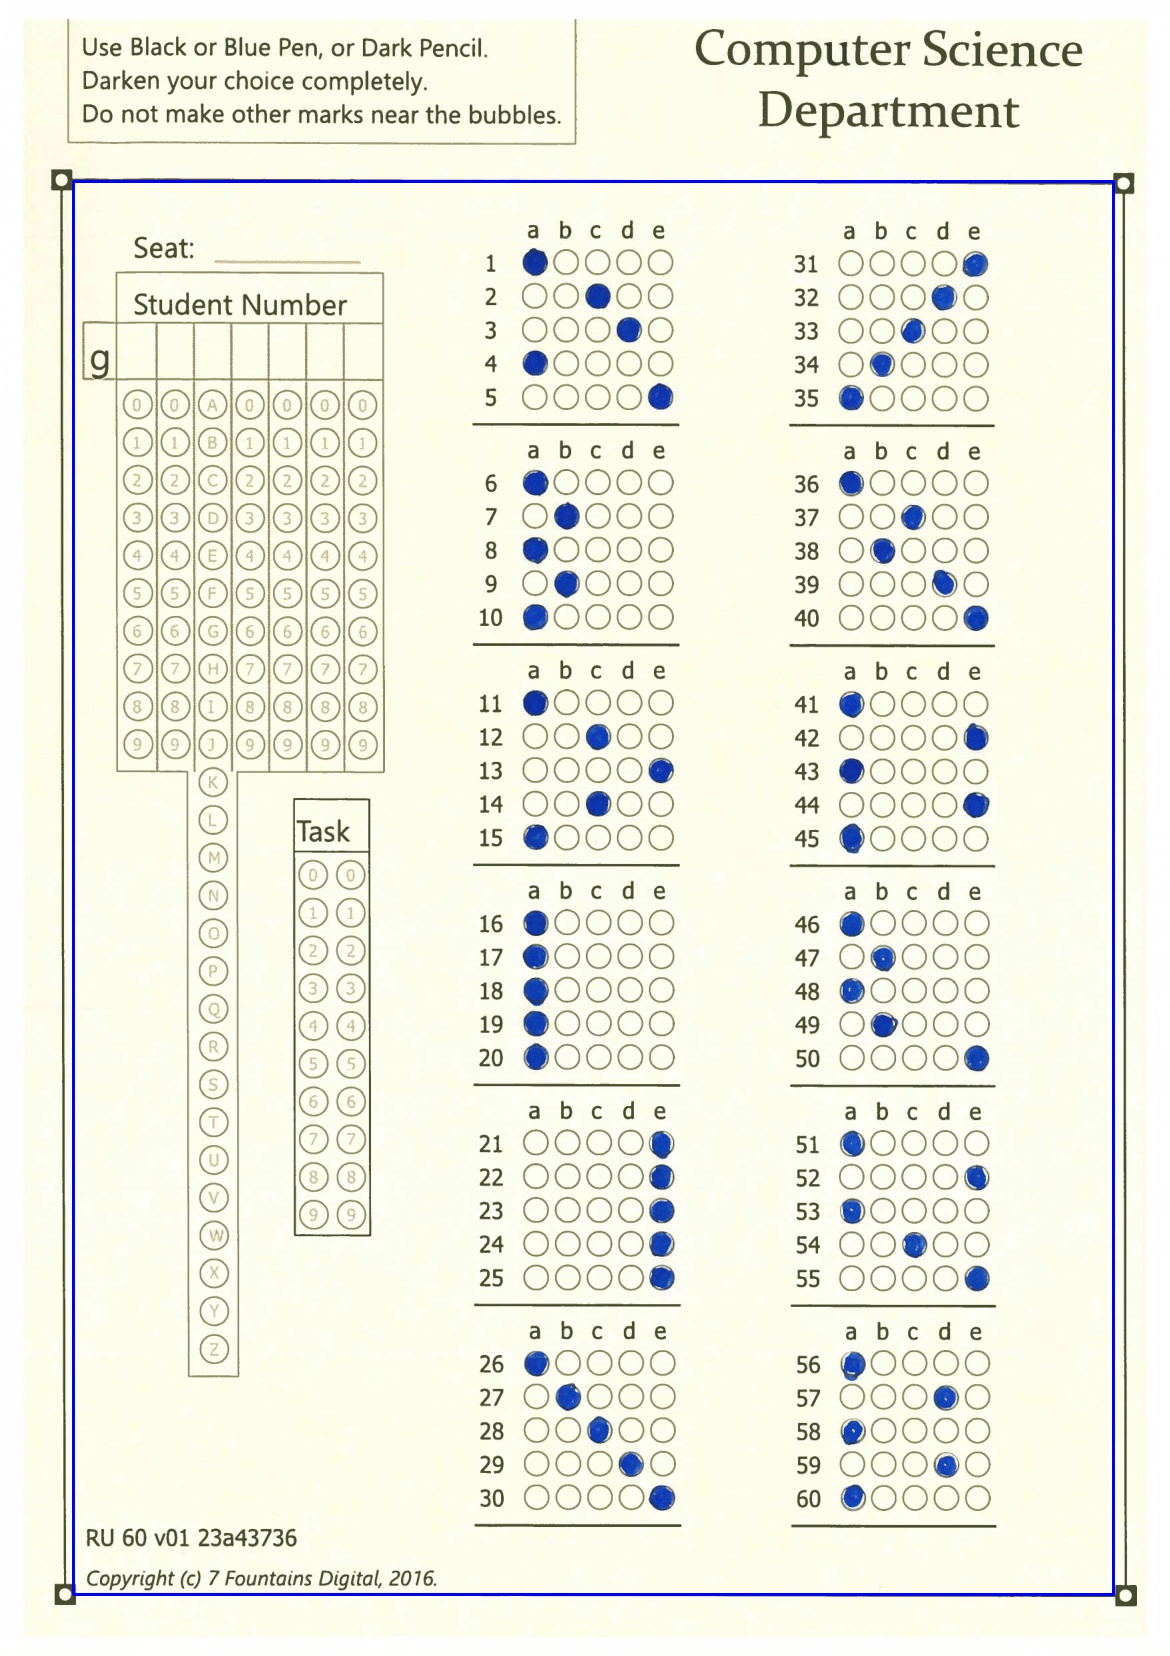 Use Black or Blue Pen, or Dark Pencil.
Darken your choice completely.
Do not make other marks near the bubbles.
Computer Science
Department
Seat:
Student Number
g
0 0 A 0 0 0 0
1 1 B 1 1 1 1
2 2 C 2 2 2 2
3 3 D 3 3 3 3
4 4 E 4 4 4 4
5 5 F 5 5 5 5
6 6 G 6 6 6 6
7 7 H 7 7 7 7
8 8 I 8 8 8 8
9 9 J 9 9 9 9
K
L
M
N
O
P
Q
R
S
T
U
V
W
X
Y
Z
Task
0 0
1 1
2 2
3 3
4 4
5 5
6 6
7 7
8 8
9 9
a b c d e
1
2
3
4
5
a b c d e
6
7
8
9
10
a b c d e
11
12
13
14
15
a b c d e
16
17
18
19
20
a b c d e
21
22
23
24
25
a b c d e
26
27
28
29
30
a b c d e
31
32
33
34
35
a b c d e
36
37
38
39
40
a b c d e
41
42
43
44
45
a b c d e
46
47
48
49
50
a b c d e
51
52
53
54
55
a b c d e
56
57
58
59
60
RU 60 v01 23a43736
Copyright (c) 7 Fountains Digital, 2016.